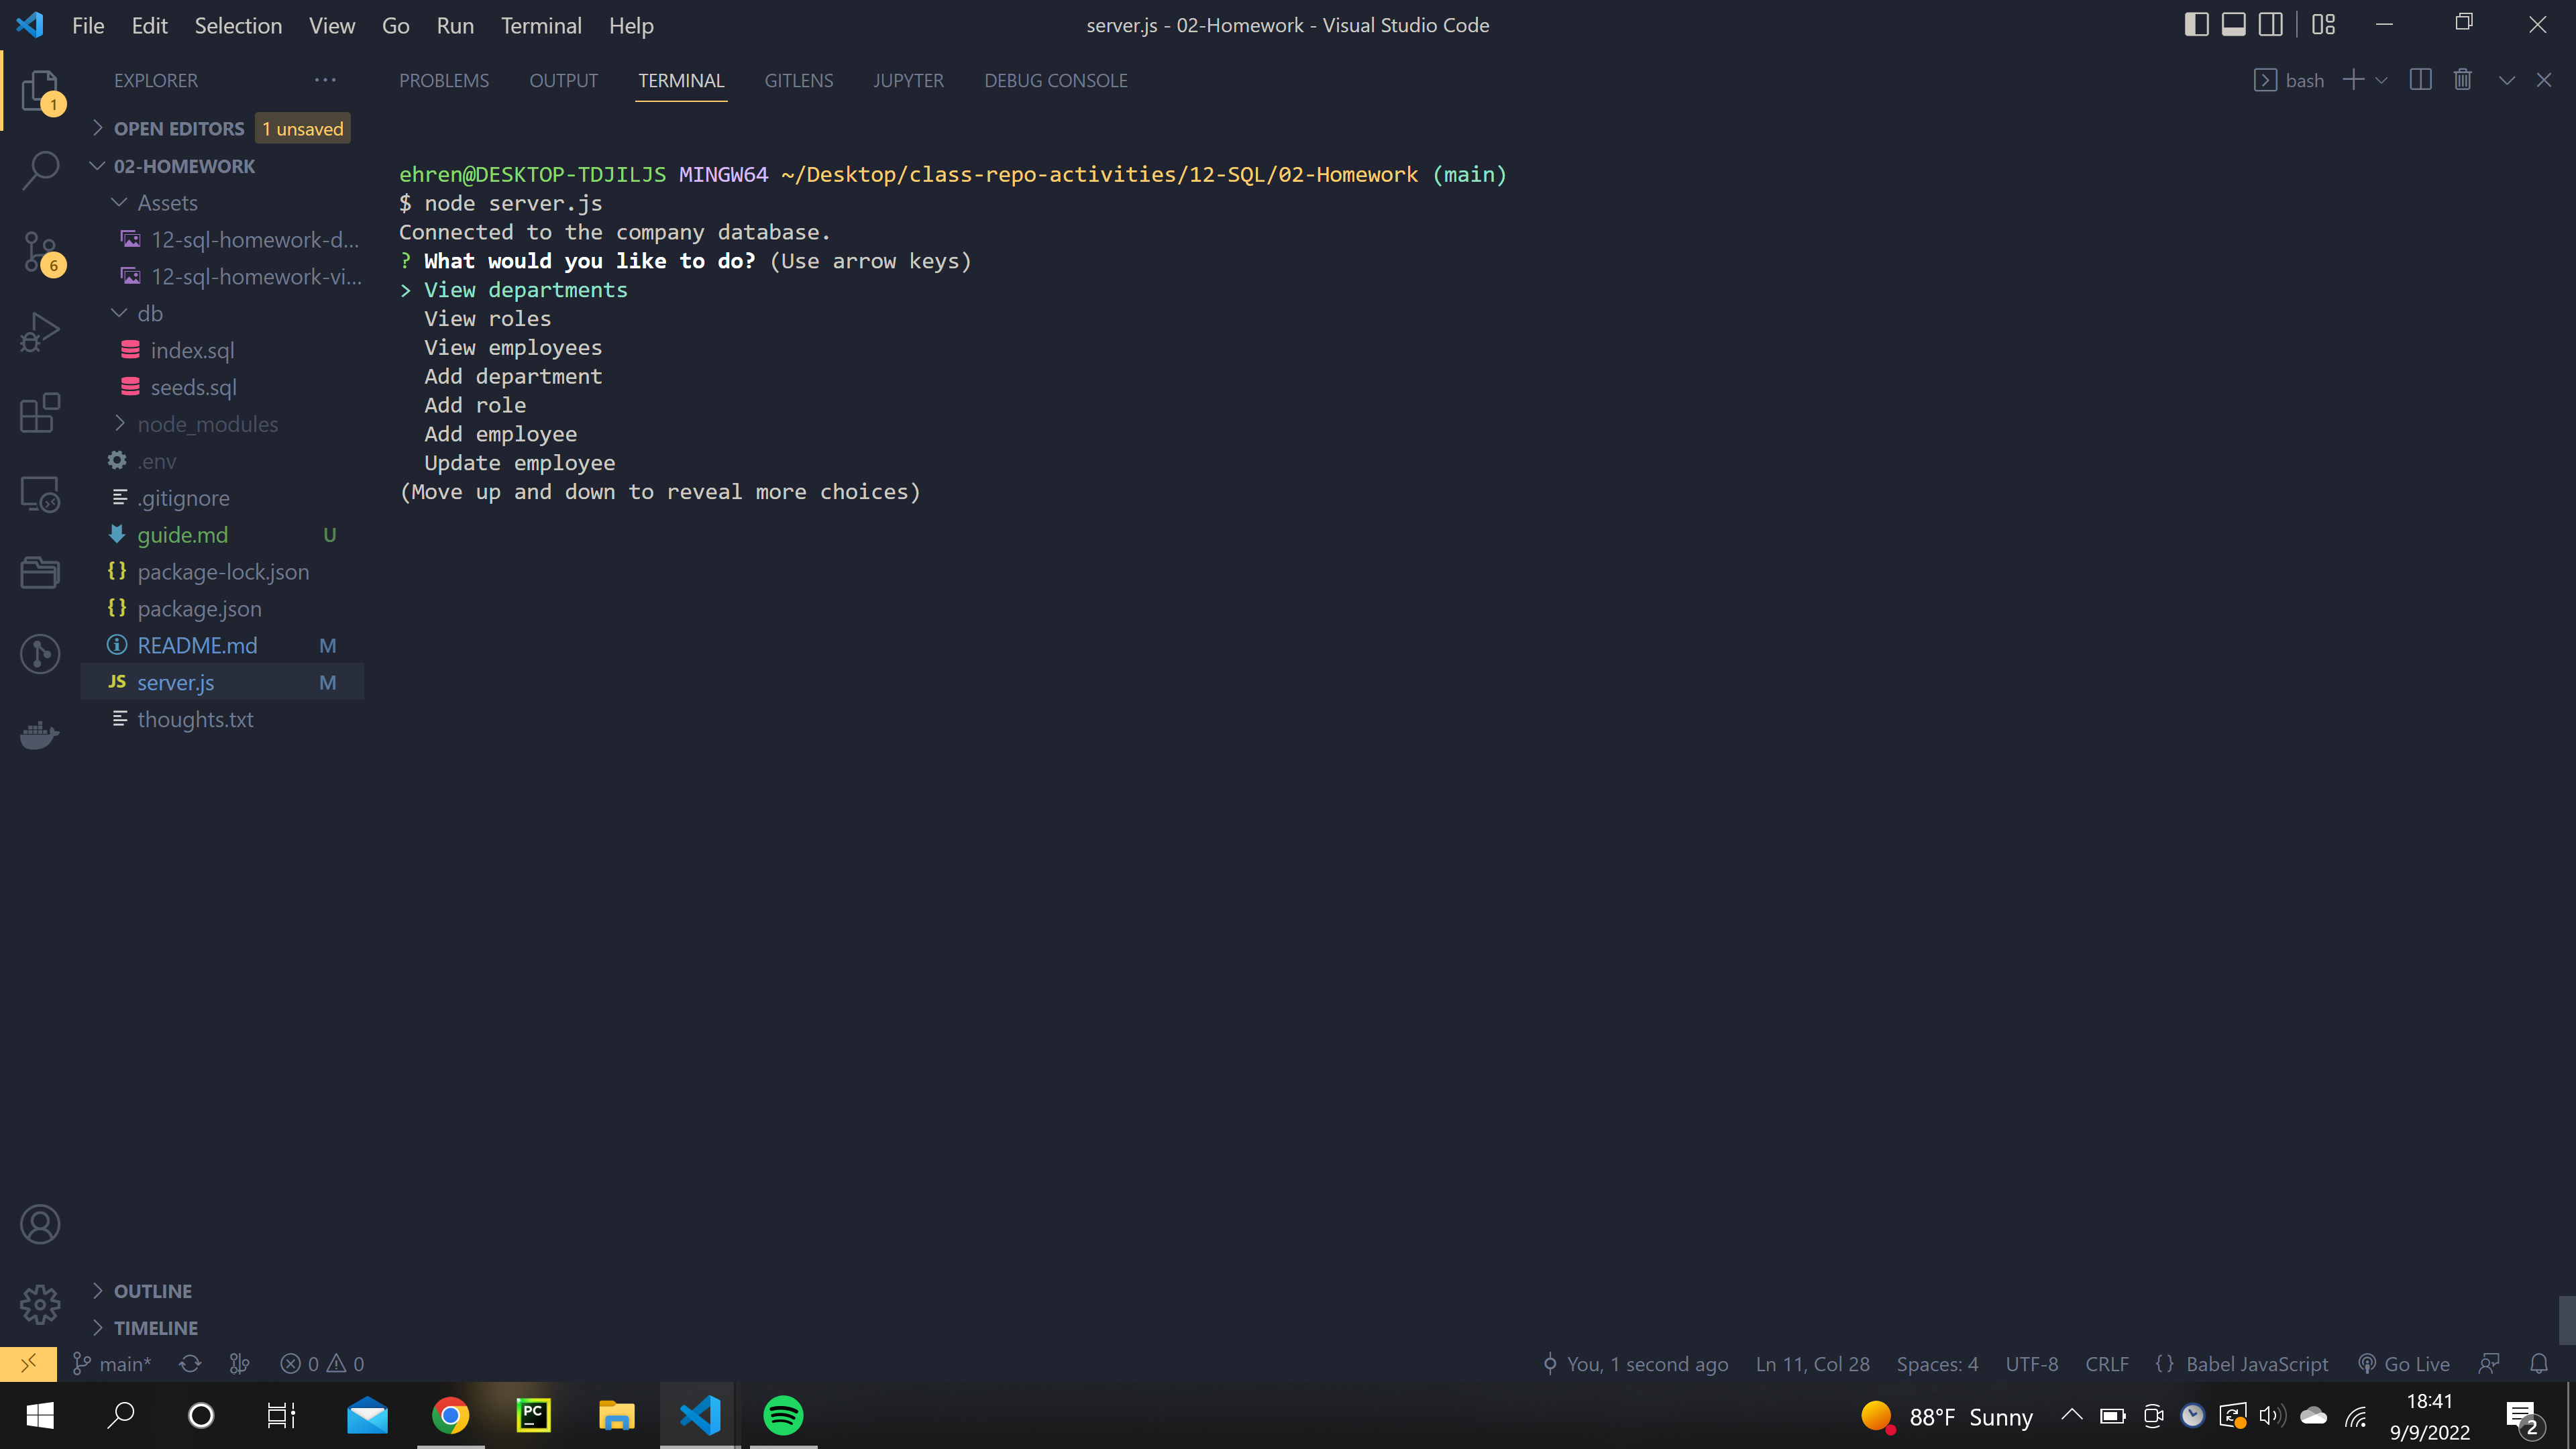 File Edit Selection View Go Run Terminal Help
server.js - 02-Homework - Visual Studio Code
EXPLORER
PROBLEMS OUTPUT TERMINAL GITLENS JUPYTER DEBUG CONSOLE
bash
1
OPEN EDITORS 1 unsaved
02-HOMEWORK
Assets
12-sql-homework-d...
12-sql-homework-vi...
db
index.sql
seeds.sql
node_modules
.env
.gitignore
guide.md U
{} package-lock.json
{} package.json
README.md M
JS server.js M
thoughts.txt
6
ehren@DESKTOP-TDJILJS MINGW64 ~/Desktop/class-repo-activities/12-SQL/02-Homework (main)
$ node server.js
Connected to the company database.
? What would you like to do? (Use arrow keys)
> View departments
View roles
View employees
Add department
Add role
Add employee
Update employee
(Move up and down to reveal more choices)
OUTLINE
TIMELINE
main* 0 0
You, 1 second ago Ln 11, Col 28 Spaces: 4 UTF-8 CRLF {} Babel JavaScript Go Live
PC
88°F Sunny
18:41
9/9/2022
2